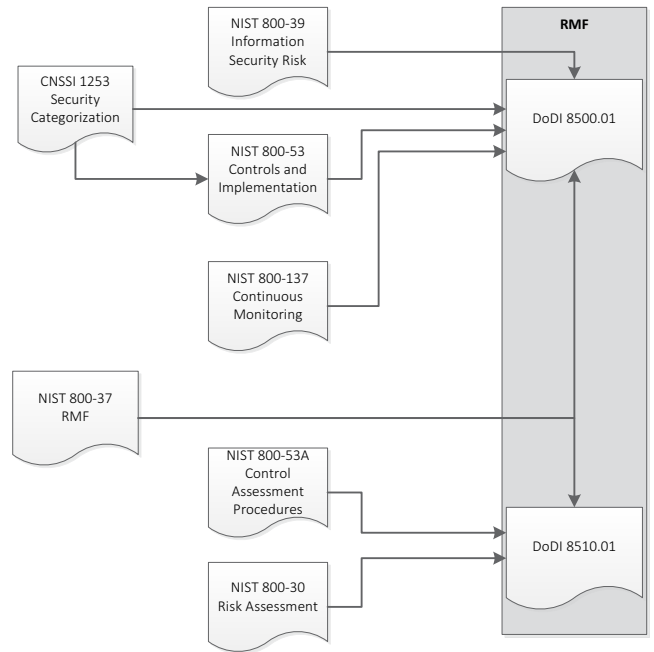 NIST 800-39
Information
Security Risk
RMF
CNSSI 1253
Security
Categorization
DoDI 8500.01
NIST 800-53
Controls and
Implementation
NIST 800-137
Continuous
Monitoring
NIST 800-37
RMF
NIST 800-53A
Control
Assessment
Procedures
DoDI 8510.01
NIST 800-30
Risk Assessment